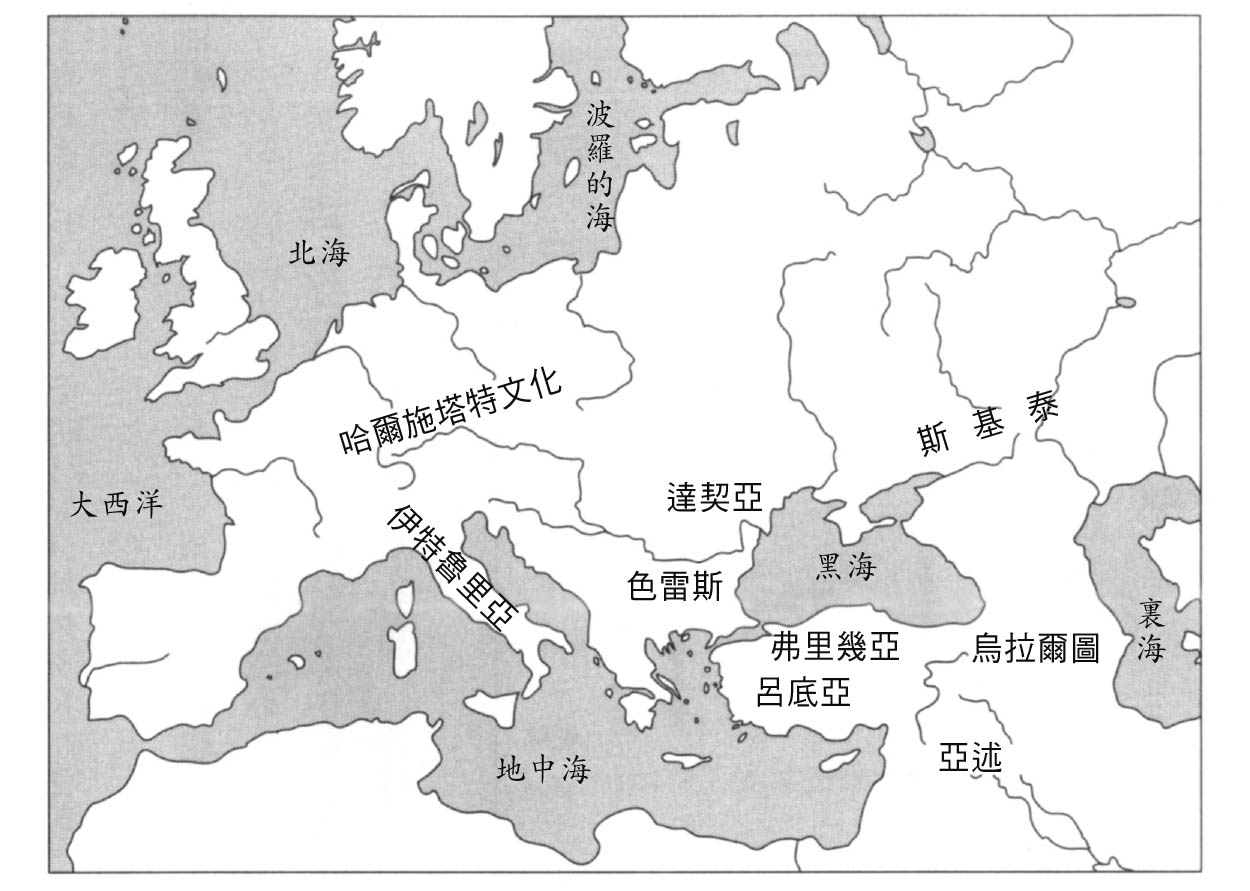 波羅的海
北海
哈爾施塔特文化
斯基泰
大西洋
達契亞
伊特魯里亞
黑海
色雷斯
裏海
弗里幾亞
烏拉爾圖
呂底亞
亞述
地中海